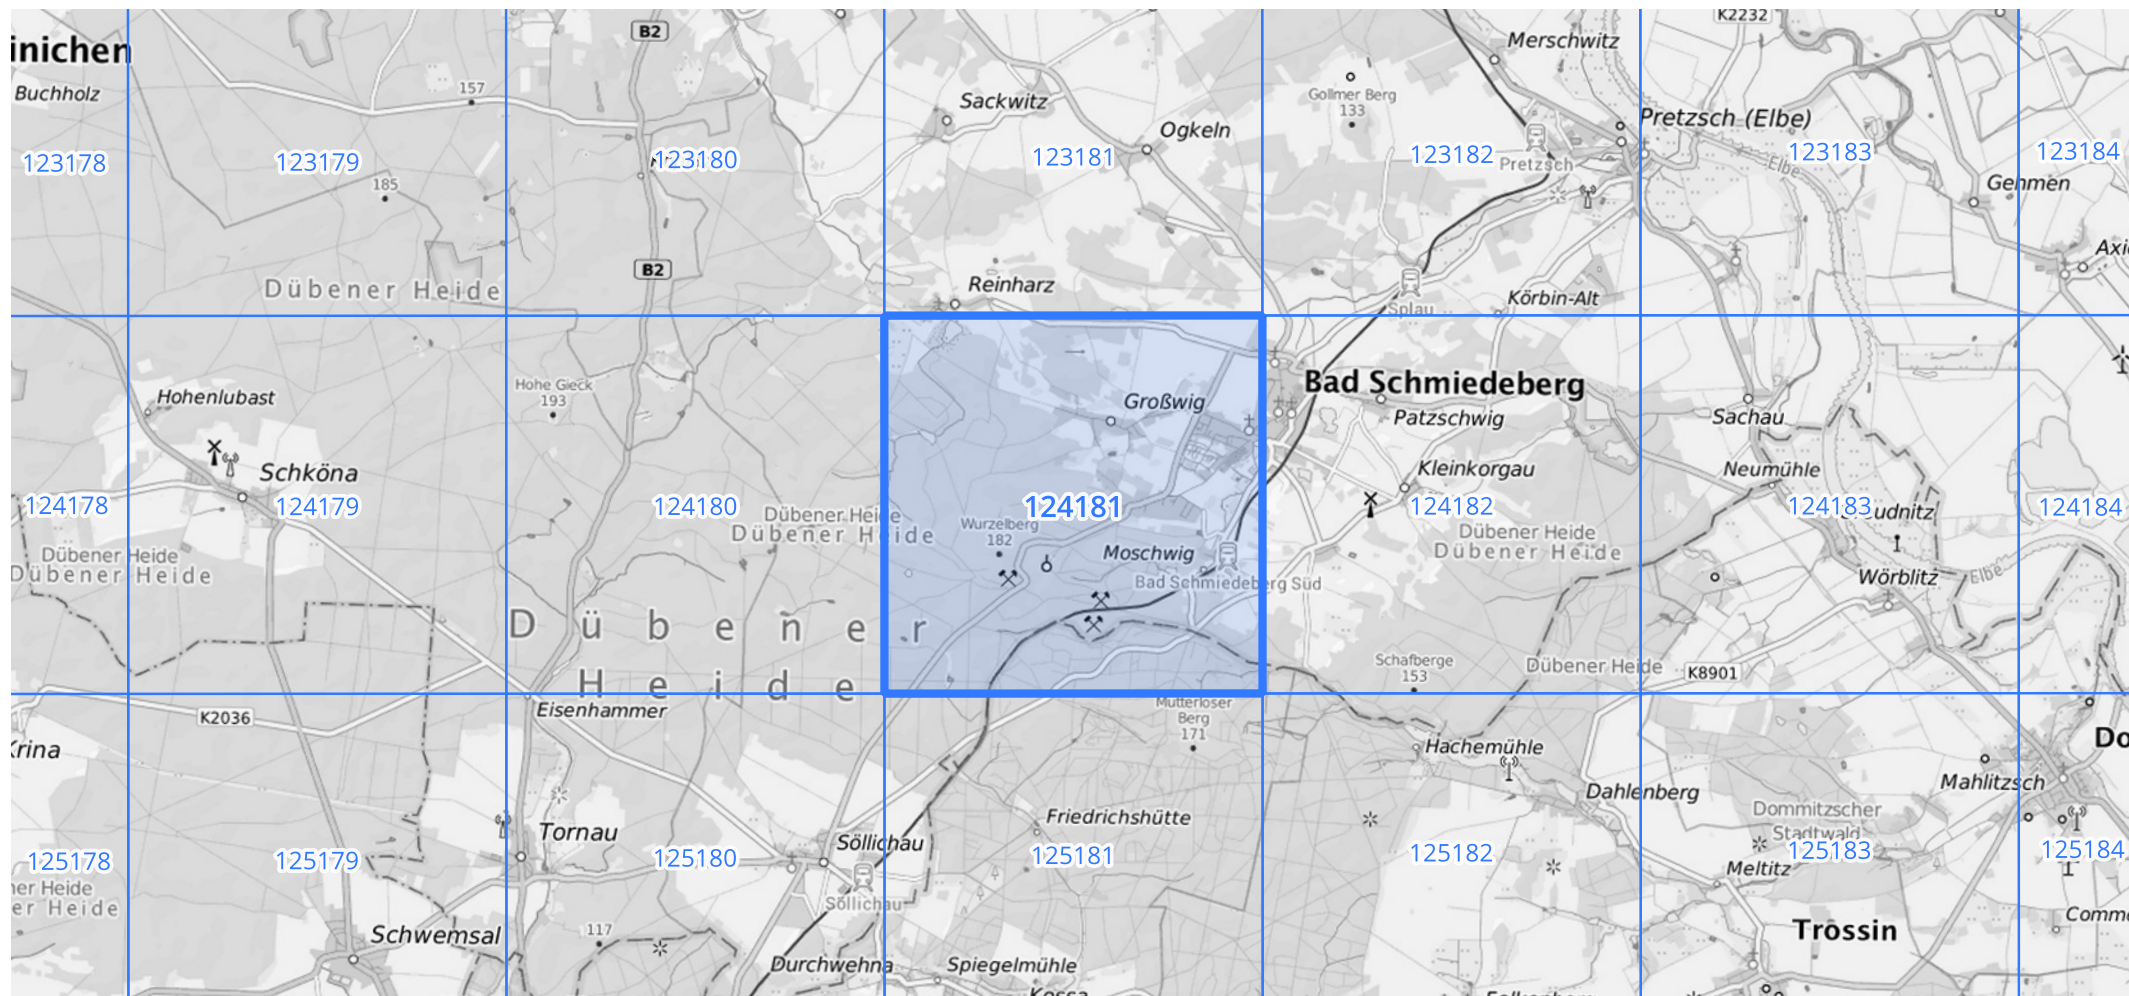 inichen
Buchholz
B2
157
Sackwitz
Ogkeln
Gollmer Berg
133
Merschwitz
K2232
Pretzsch (Elbe)
Pretzsch
Elbe
Gehmen
123178
123179
123180
123181
123182
123183
123184
185
Dübener Heide
B2
Reinharz
Splau
Körbin-Alt
Axi
Hohenlubast
Schköna
Hohe Gieck
193
Großwig
Bad Schmiedeberg
Patzschwig
Kleinkorgau
Sachau
Neumühle
udnitz
124178
124179
124180
124181
124182
124183
124184
Dübener Heide
Dübener Heide
Dübener Heide
Dübener Heide
Wurzelberg
182
Moschwig
Bad Schmiedeberg Süd
Dübener Heide
Dübener Heide
Wörblitz
Elbe
Dübener
Heide
Schafberge
153
Dübener Heide
K8901
K2036
Eisenhammer
Mutterloser
Berg
171
Hachemühle
Do
Krina
Tornau
Söllichau
Söllichau
Friedrichshütte
Dahlenberg
Mahlitzsch
Dommitzscher
Stadtwald
Meltitz
125178
125179
125180
125181
125182
125183
125184
er Heide
er Heide
Schwemsal
117
Durchwehna
Spiegelmühle
Kossa
Trossin
Comm